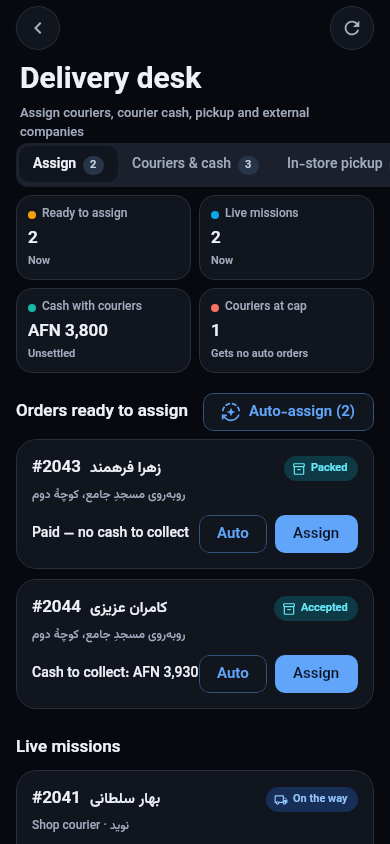 Delivery desk
Assign couriers, courier cash, pickup and external
companies
Assign 2 Couriers & cash 3 In-store pickup
Ready to assign
2
Now
Live missions
2
Now
Cash with couriers
AFN 3,800
Unsettled
Couriers at cap
1
Gets no auto orders
Orders ready to assign Auto-assign (2)
#2043 زهرا فرهمند Packed
روبه‌روی مسجدِ جامع، کوچهٔ دوم
Paid — no cash to collect Auto Assign
#2044 کامران عزیزی Accepted
روبه‌روی مسجدِ جامع، کوچهٔ دوم
Cash to collect: AFN 3,930 Auto Assign
Live missions
#2041 بهار سلطانی On the way
Shop courier · نوید